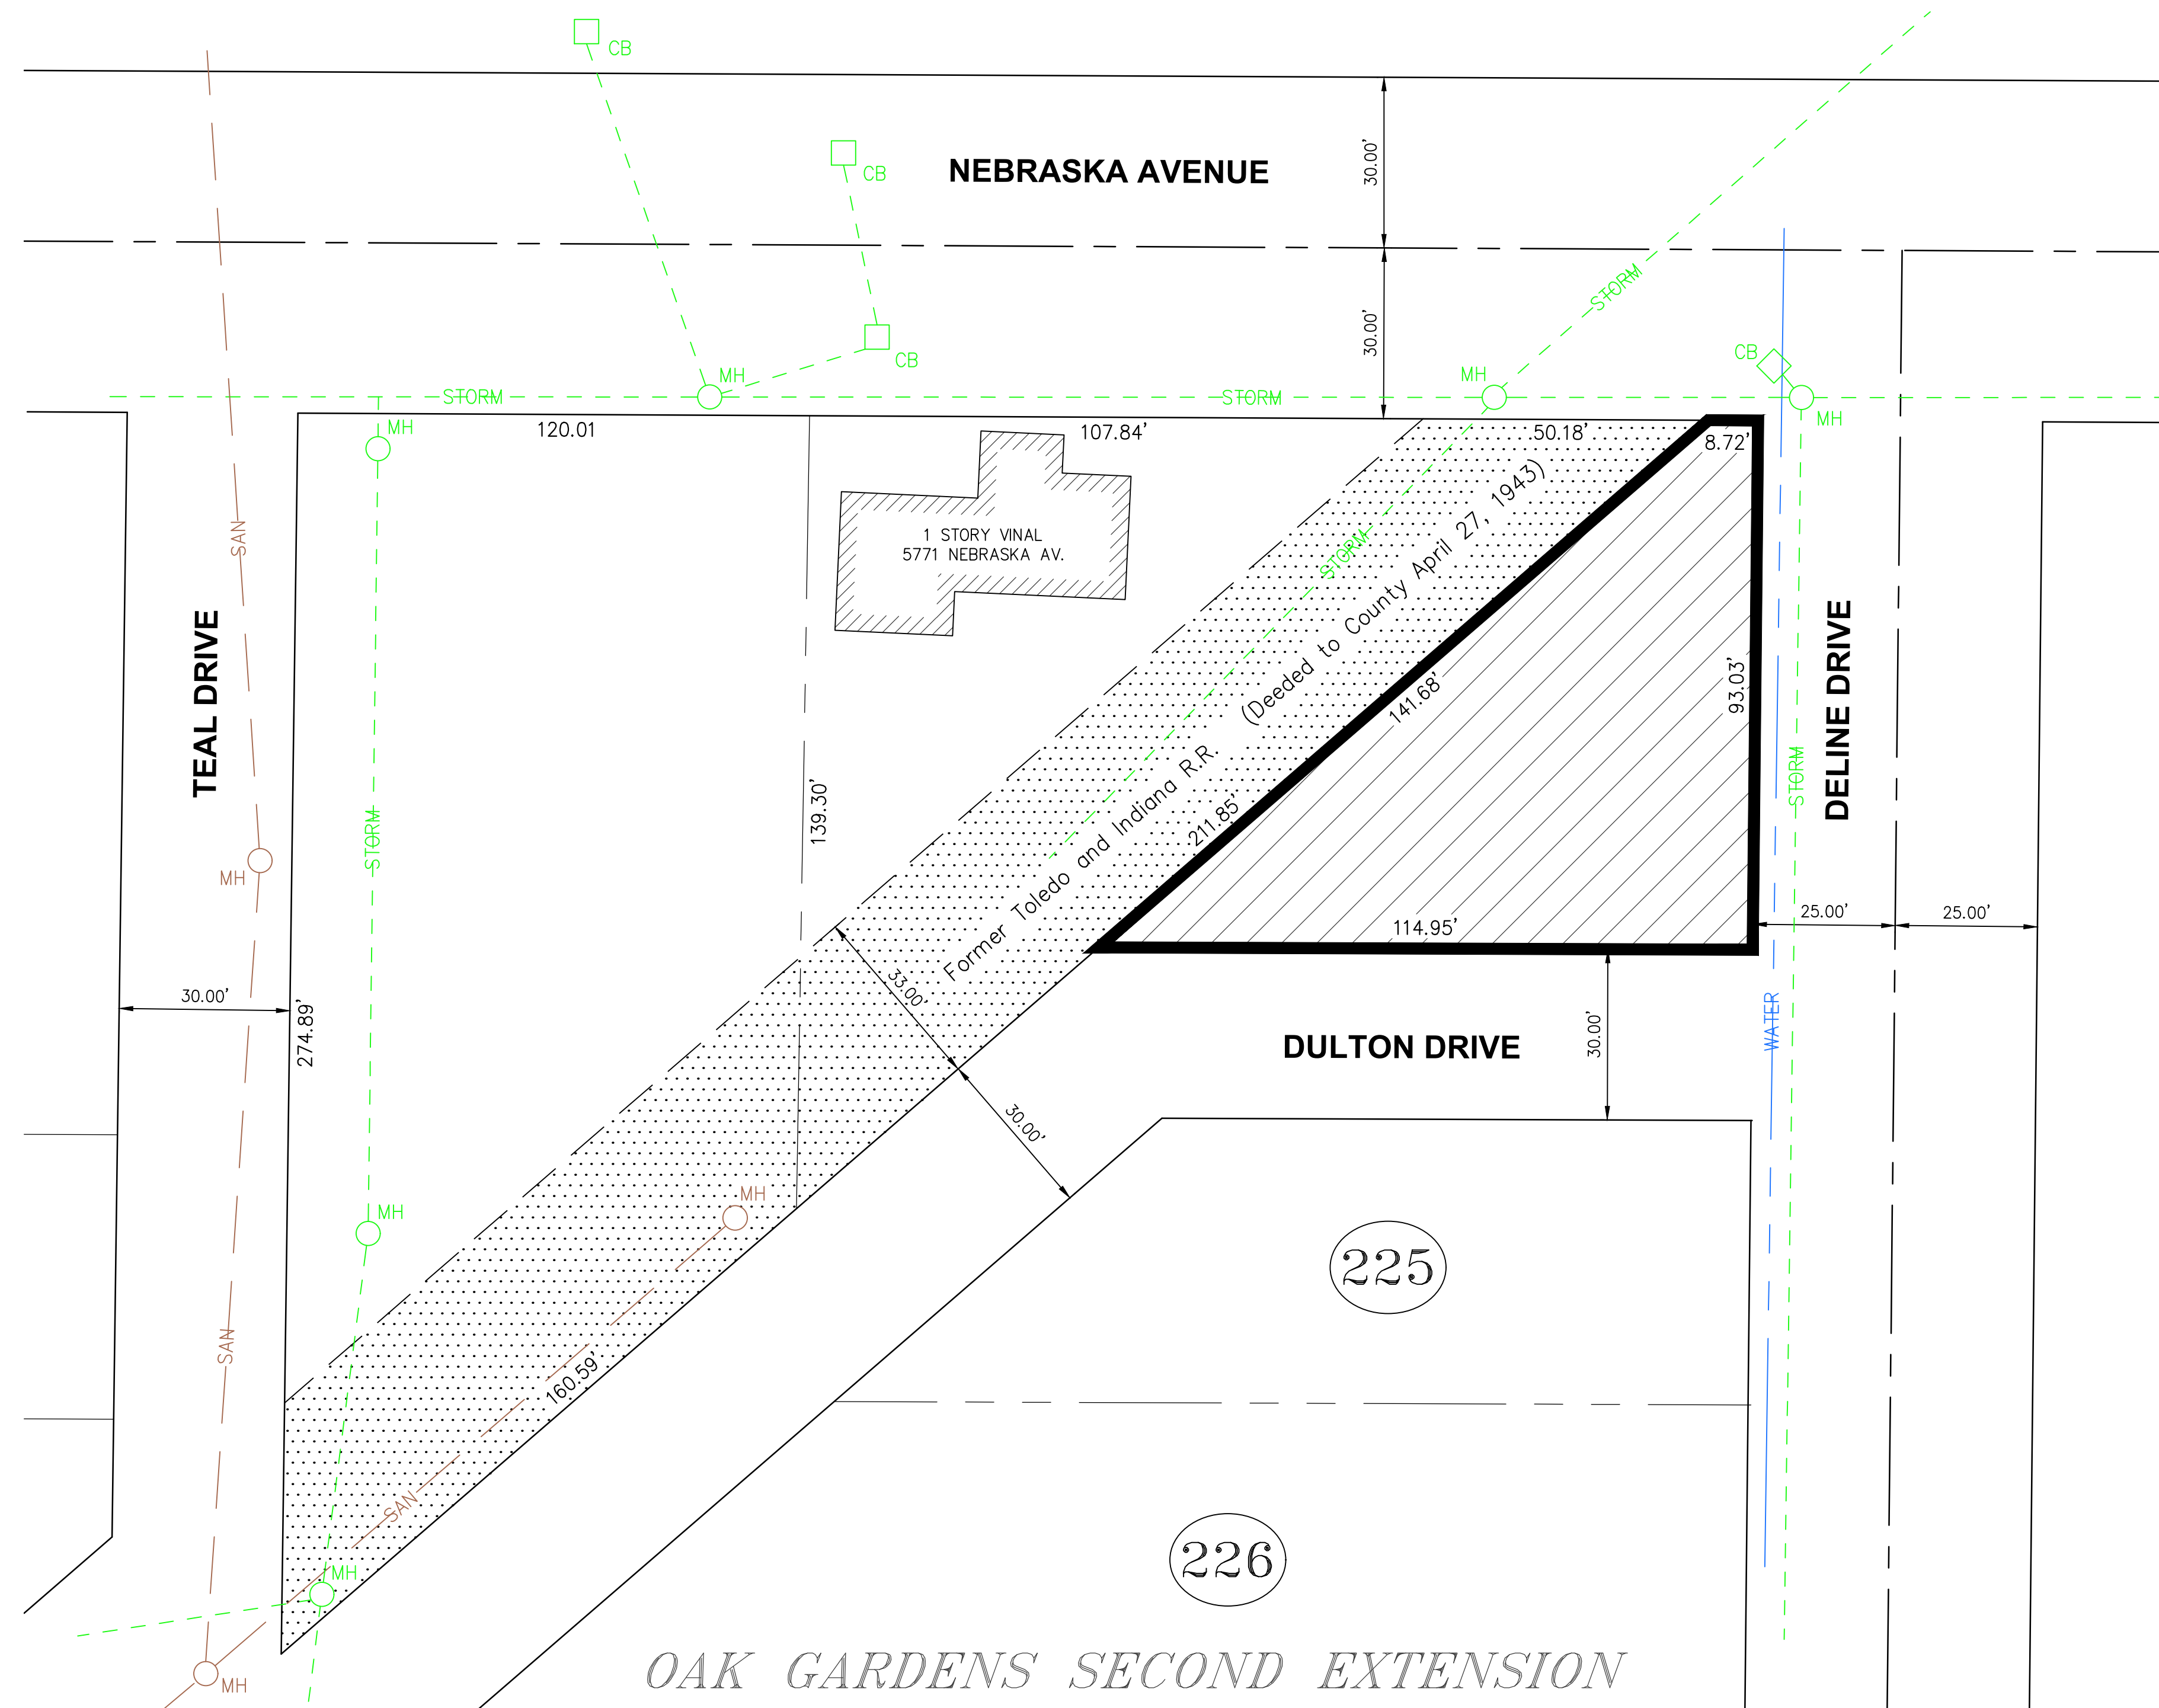 CB
NEBRASKA AVENUE
30.00'
CB
30.00'
STORM
CB
CB
MH
MH
STORM
STORM
MH
MH
120.01
107.84'
50.18'
8.72'
1 STORY VINAL
5771 NEBRASKA AV.
SAN
STORM
Former Toledo and Indiana R.R. (Deeded to County April 27, 1943)
TEAL DRIVE
DELINE DRIVE
141.68'
93.03'
STORM
139.30'
211.85'
STORM
MH
114.95'
25.00'
25.00'
30.00'
33.00'
274.89'
WATER
DULTON DRIVE
30.00'
30.00'
MH
MH
225
SAN
160.59'
SAN
226
MH
MH
OAK GARDENS SECOND EXTENSION